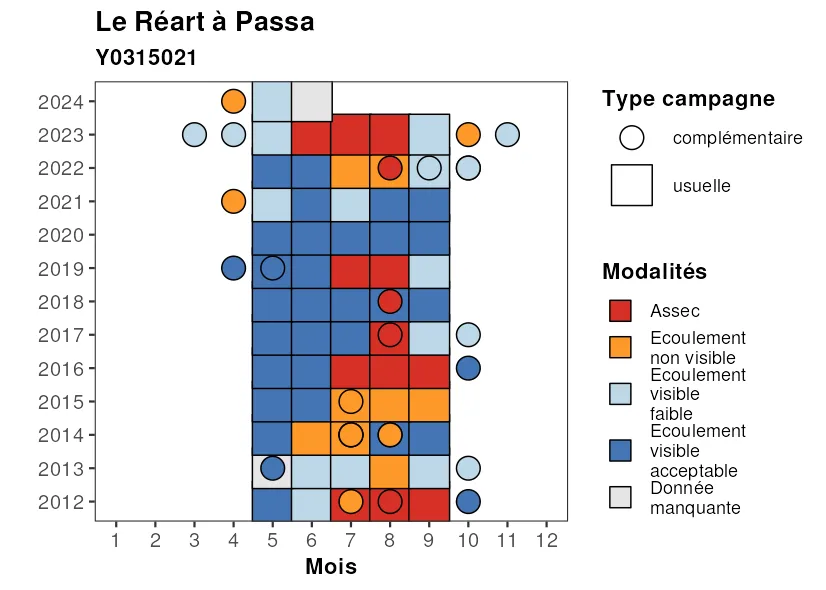 Le Réart à Passa
Y0315021
2024
2023
2022
2021
2020
2019
2018
2017
2016
2015
2014
2013
2012
1 2 3 4 5 6 7 8 9 10 11 12
Mois
Type campagne
complémentaire
usuelle
Modalités
Assec
Ecoulement
non visible
Ecoulement
visible
faible
Ecoulement
visible
acceptable
Donnée
manquante